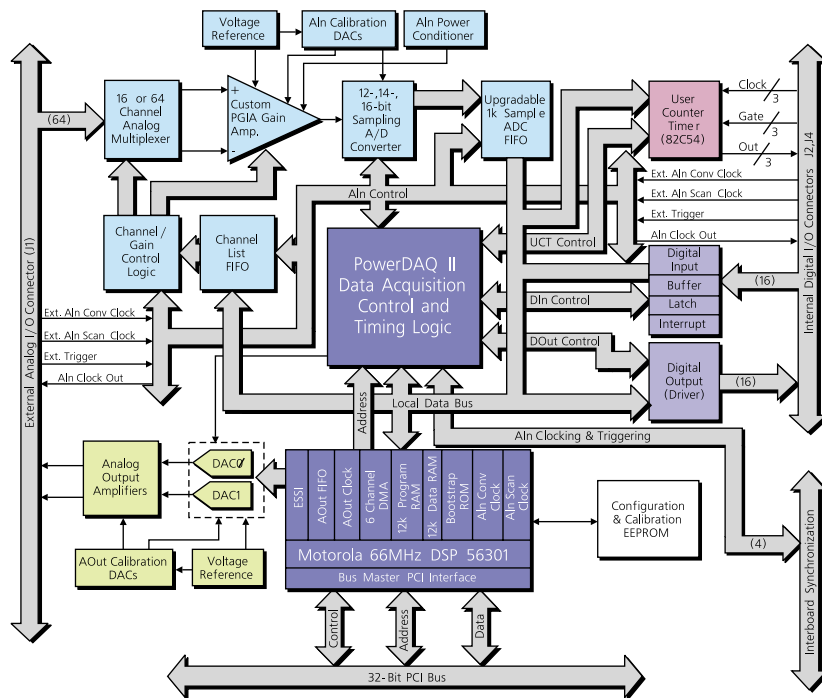 Voltage
Reference
AIn Calibration
DACs
AIn Power
Conditioner
(64)
16 or 64
Channel
Analog
Multiplexer
+
Custom
PGIA Gain
Amp.
-
12-,14-,
16-bit
Sampling
A/D
Converter
Upgradable
1k Sample
ADC
FIFO
User
Counter
Timer
(82C54)
Clock
3
Gate
3
Out
3
Ext. AIn Conv Clock
Ext. AIn Scan Clock
Ext. Trigger
AIn Clock Out
AIn Control
Channel /
Gain
Control
Logic
Channel
List
FIFO
PowerDAQ II
Data Acquisition
Control and
Timing Logic
UCT Control
DIn Control
DOut Control
Digital
Input
Buffer
Latch
Interrupt
(16)
Digital
Output
(Driver)
(16)
Internal Digital I/O Connectors J2,J4
External Analog I/O Connector (J1)
Ext. AIn Conv Clock
Ext. AIn Scan Clock
Ext. Trigger
AIn Clock Out
Address
Local Data Bus
AIn Clocking & Triggering
Analog
Output
Amplifiers
DAC0
DAC1
AOut Calibration
DACs
Voltage
Reference
ESSI
AOut FIFO
AOut Clock
6 Channel
DMA
12k Program
RAM
12k Data RAM
Bootstrap
ROM
AIn Conv
Clock
AIn Scan
Clock
Motorola 66MHz DSP 56301
Bus Master PCI Interface
Configuration
& Calibration
EEPROM
(4)
Interboard Synchronization
Control
Address
Data
32-Bit PCI Bus